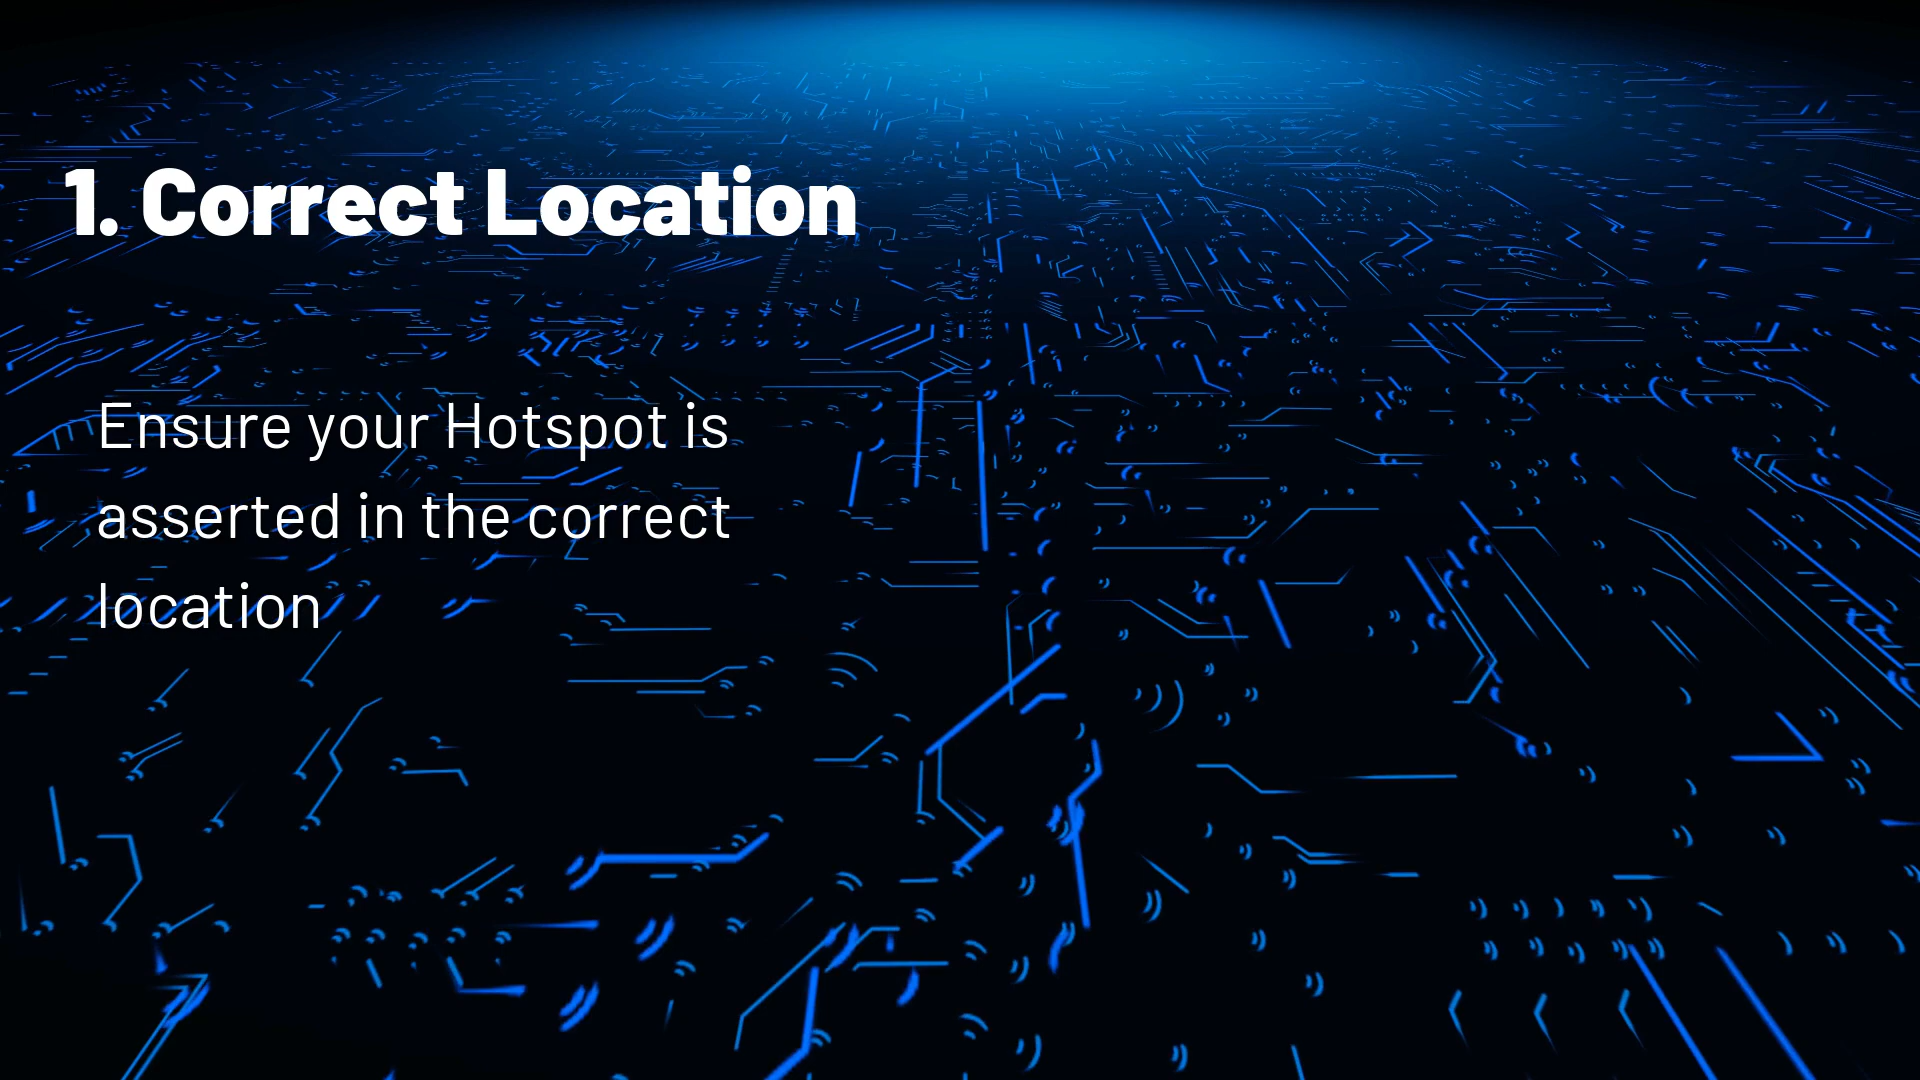 1. Correct Location
Ensure your Hotspot is
asserted in the correct
location